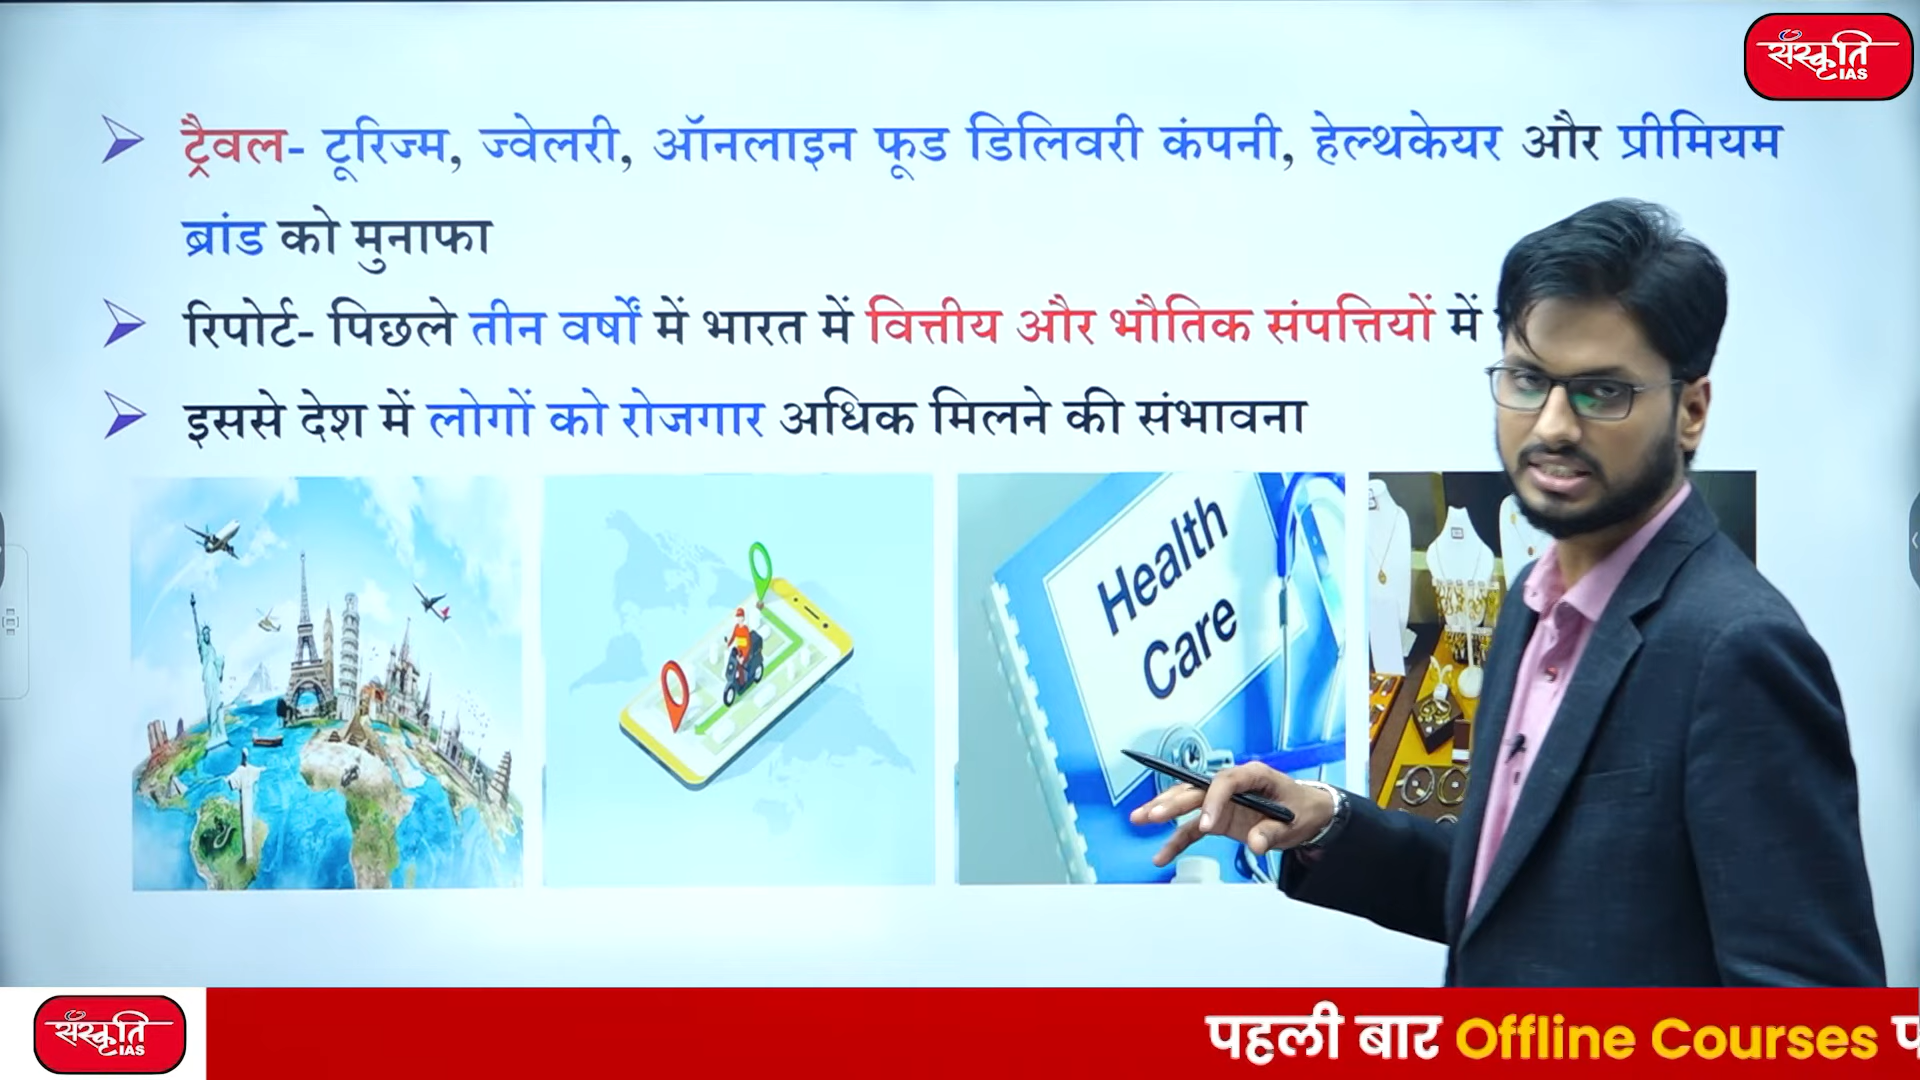 संस्कृति
IAS
ट्रैवल- टूरिज्म, ज्वेलरी, ऑनलाइन फूड डिलिवरी कंपनी, हेल्थकेयर और प्रीमियम
ब्रांड को मुनाफा
रिपोर्ट- पिछले तीन वर्षों में भारत में वित्तीय और भौतिक संपत्तियों में
इससे देश में लोगों को रोजगार अधिक मिलने की संभावना
Health
Care
संस्कृति
IAS
पहली बार Offline Courses